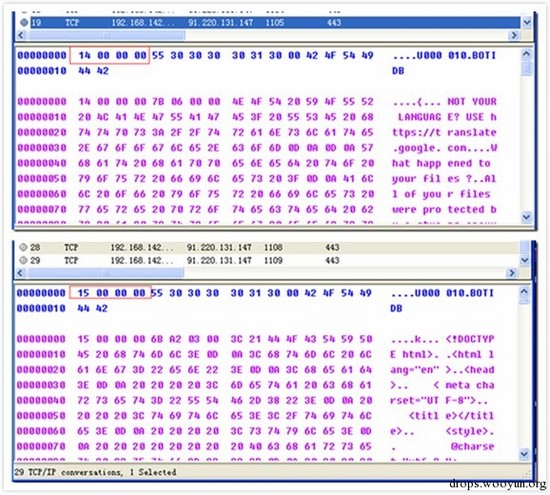 19 TCP 192.168.142... 91.220.131.147 1105 443
00000000 14 00 00 00 55 30 30 30 30 31 30 00 42 4F 54 49 ....U000 010.BOTI
00000010 44 42 DB
00000000 14 00 00 00 7B 06 00 00 4E 4F 54 20 59 4F 55 52 ....{... NOT YOUR
00000010 20 4C 41 4E 47 55 41 47 45 3F 20 55 53 45 20 68 LANGUAGE? USE h
00000020 74 74 70 73 3A 2F 2F 74 72 61 6E 73 6C 61 74 65 ttps://t ranslate
00000030 2E 67 6F 6F 67 6C 65 2E 63 6F 6D 0D 0A 0D 0A 57 .google. com....W
00000040 68 61 74 20 68 61 70 70 65 6E 65 64 20 74 6F 20 hat happ ened to
00000050 79 6F 75 72 20 66 69 6C 65 73 20 3F 0D 0A 41 6C your fil es ?..Al
00000060 6C 20 6F 66 20 79 6F 75 72 20 66 69 6C 65 73 20 l of you r files
00000070 77 65 72 65 20 70 72 6F 74 65 63 74 65 64 20 62 were pro tected b
28 TCP 192.168.142... 91.220.131.147 1108 443
29 TCP 192.168.142... 91.220.131.147 1109 443
00000000 15 00 00 00 55 30 30 30 30 31 30 00 42 4F 54 49 ....U000 010.BOTI
00000010 44 42 DB
00000000 15 00 00 00 6B A2 03 00 3C 21 44 4F 43 54 59 50 ....k... <!DOCTYP
00000010 45 20 68 74 6D 6C 3E 0D 0A 3C 68 74 6D 6C 20 6C E html>. .<html l
00000020 61 6E 67 3D 22 65 6E 22 3E 0D 0A 3C 68 65 61 64 ang="en" >..<head
00000030 3E 0D 0A 20 20 20 20 3C 6D 65 74 61 20 63 68 61 >.. < meta cha
00000040 72 73 65 74 3D 22 55 54 46 2D 38 22 3E 0D 0A 20 rset="UT F-8">..
00000050 20 20 20 3C 74 69 74 6C 65 3E 3C 2F 74 69 74 6C <titl e></titl
00000060 65 3E 0D 0A 20 20 20 20 3C 73 74 79 6C 65 3E 0D e>.. <style>.
00000070 0A 20 20 20 20 20 20 20 20 40 63 68 61 72 73 65 . @charse
29 TCP/IP conversations, 1 Selected
drops.wooyun.org